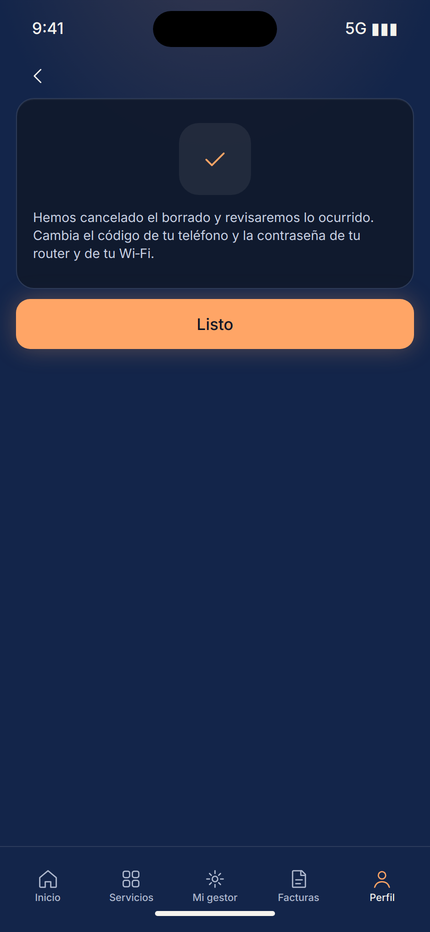 9:41
5G
Hemos cancelado el borrado y revisaremos lo ocurrido.
Cambia el código de tu teléfono y la contraseña de tu
router y de tu Wi-Fi.
Listo
Inicio
Servicios
Mi gestor
Facturas
Perfil